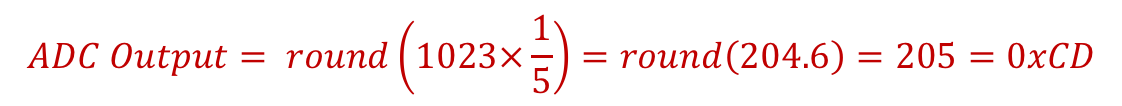 ADC Output = round (1023×1/5) = round(204.6) = 205 = 0xCD